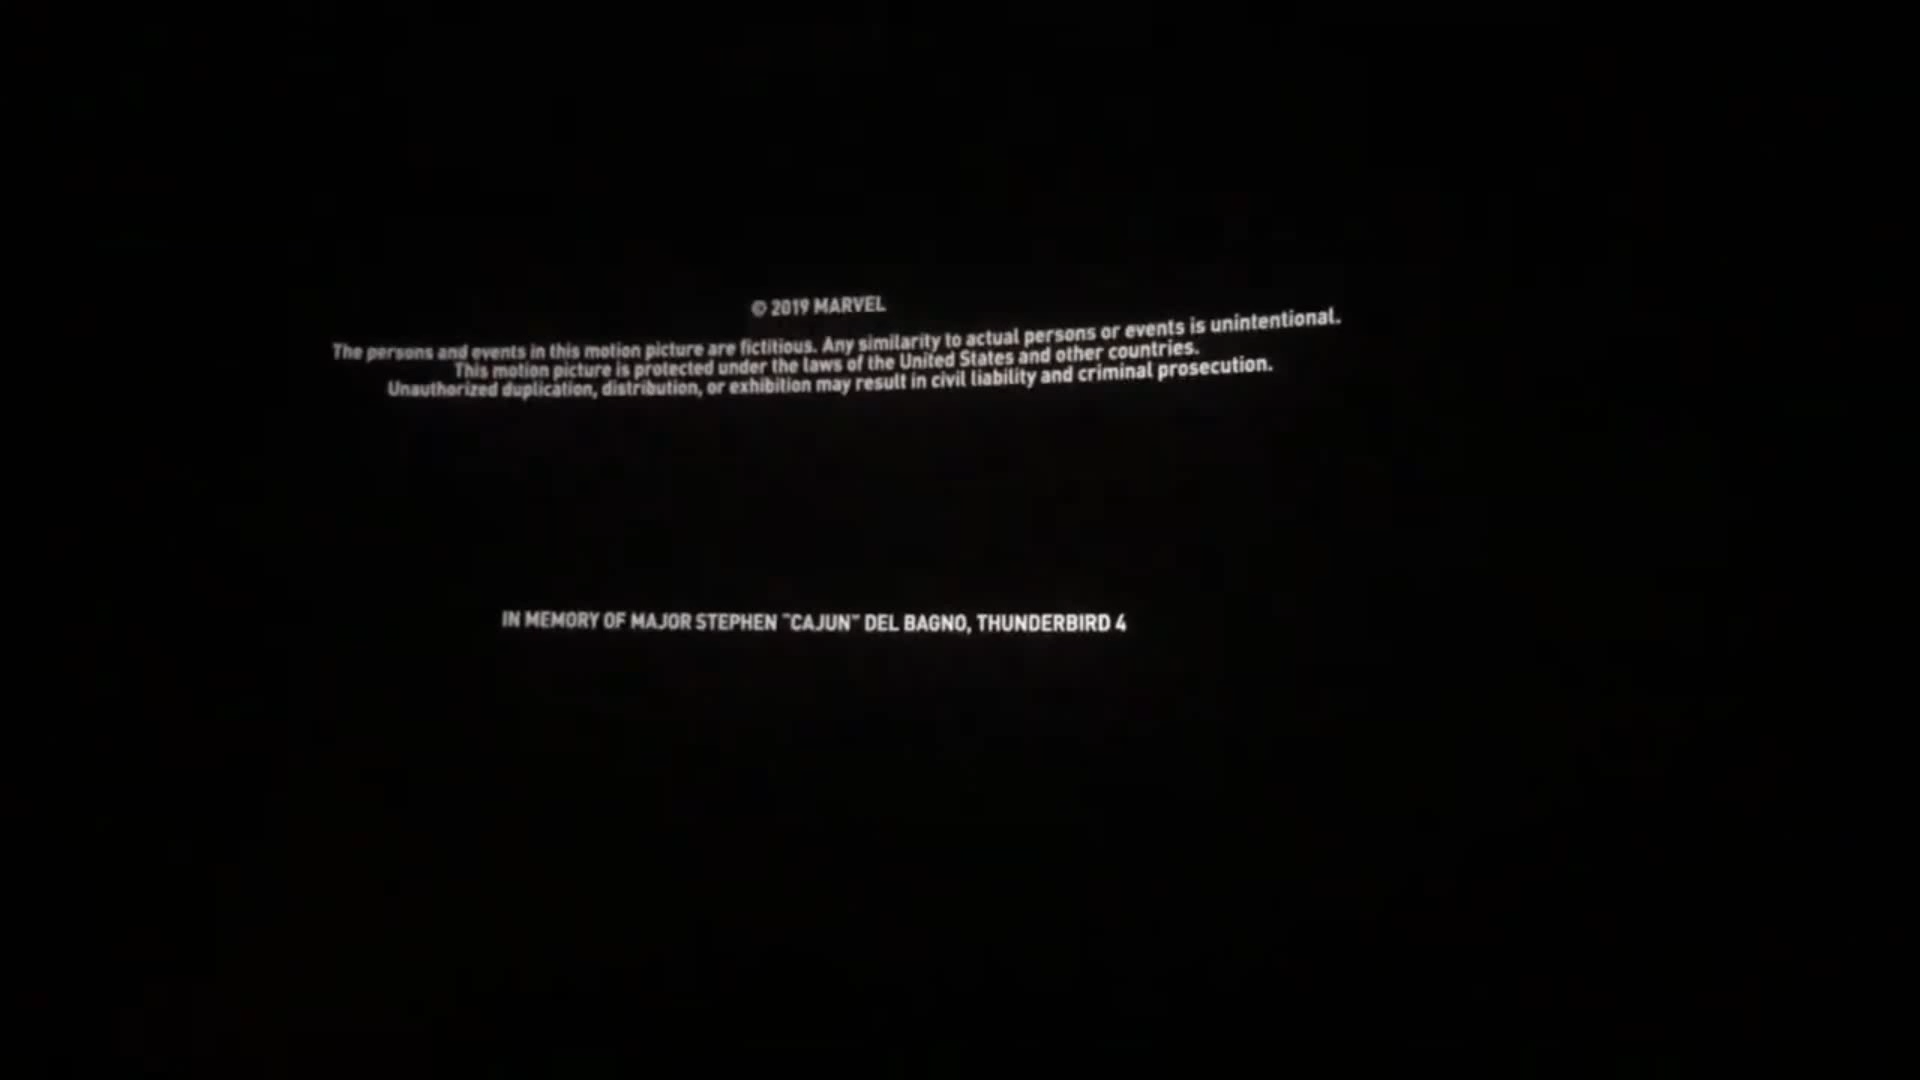 © 2019 MARVEL
The persons and events in this motion picture are fictitious. Any similarity to actual persons or events is unintentional.
This motion picture is protected under the laws of the United States and other countries.
Unauthorized duplication, distribution, or exhibition may result in civil liability and criminal prosecution.
IN MEMORY OF MAJOR STEPHEN "CAJUN" DEL BAGNO, THUNDERBIRD 4